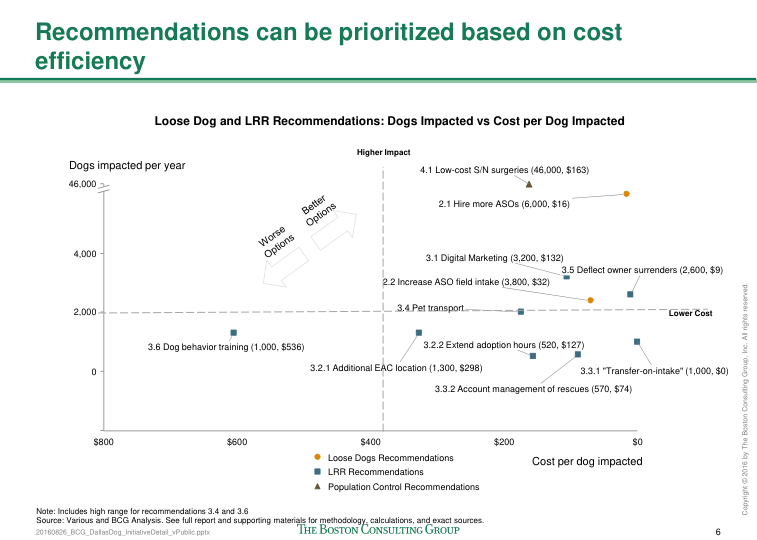 Recommendations can be prioritized based on cost
efficiency
Loose Dog and LRR Recommendations: Dogs Impacted vs Cost per Dog Impacted
Higher Impact
Dogs impacted per year
4.1 Low-cost S/N surgeries (46,000, $163)
46,000
2.1 Hire more ASOs (6,000, $16)
Better
Options
Worse
Options
4,000
3.1 Digital Marketing (3,200, $132)
3.5 Deflect owner surrenders (2,600, $9)
2.2 Increase ASO field intake (3,800, $32)
3.4 Pet transport
2,000
Lower Cost
3.6 Dog behavior training (1,000, $536)
3.2.2 Extend adoption hours (520, $127)
3.2.1 Additional EAC location (1,300, $298)
3.3.1 "Transfer-on-intake" (1,000, $0)
0
3.3.2 Account management of rescues (570, $74)
$800
$600
$400
$200
$0
Cost per dog impacted
Loose Dogs Recommendations
LRR Recommendations
Population Control Recommendations
Note: Includes high range for recommendations 3.4 and 3.6
Source: Various and BCG Analysis. See full report and supporting materials for methodology, calculations, and exact sources.
20160826_BCG_DallasDog_InitiativeDetail_vPublic.pptx
THE BOSTON CONSULTING GROUP
6
Copyright © 2016 by The Boston Consulting Group, Inc. All rights reserved.